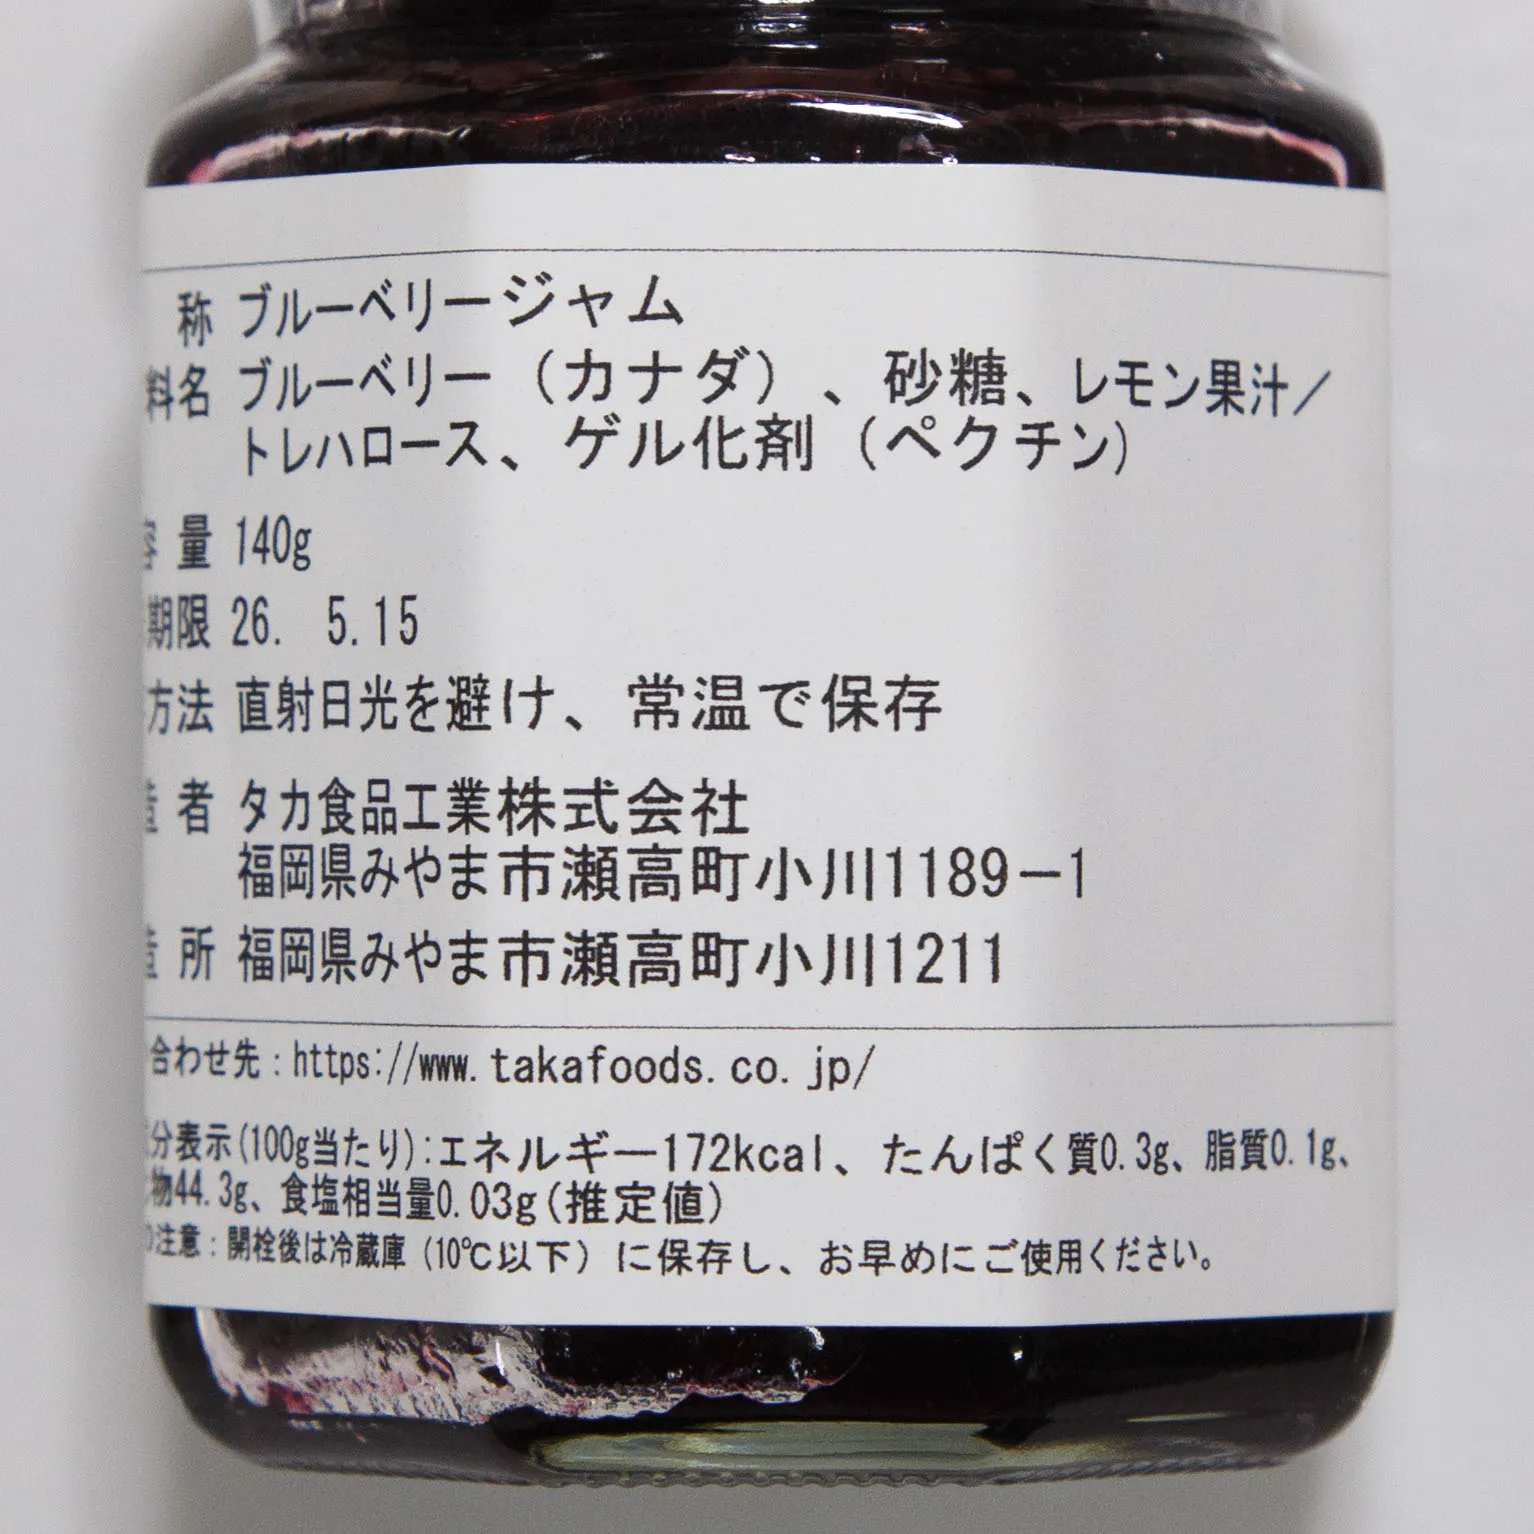 称 ブルーベリージャム
料名 ブルーベリー（カナダ）、砂糖、レモン果汁／
トレハロース、ゲル化剤（ペクチン）
容量 140g
期限 26. 5.15
方法 直射日光を避け、常温で保存
造者 タカ食品工業株式会社
福岡県みやま市瀬高町小川1189－1
造所 福岡県みやま市瀬高町小川1211
合わせ先：https://www.takafoods.co.jp/
分表示(100g当たり):エネルギー172kcal、たんぱく質0.3g、脂質0.1g、
物44.3g、食塩相当量0.03g(推定値)
の注意：開栓後は冷蔵庫（10℃以下）に保存し、お早めにご使用ください。